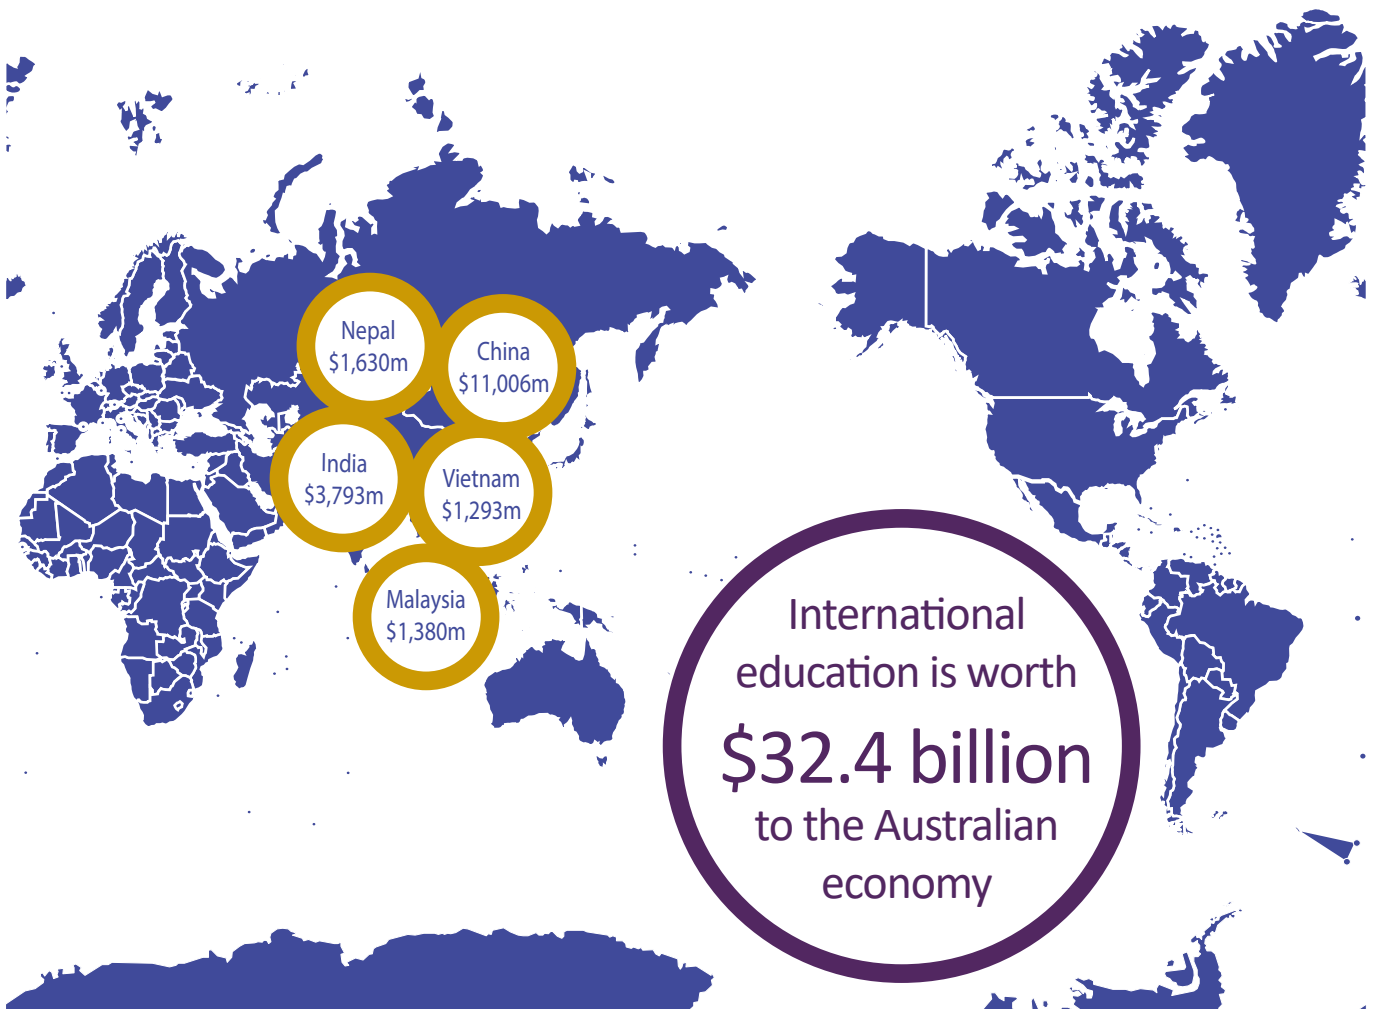 Nepal
$1,630m
China
$11,006m
India
$3,793m
Vietnam
$1,293m
Malaysia
$1,380m
International
education is worth
$32.4 billion
to the Australian
economy